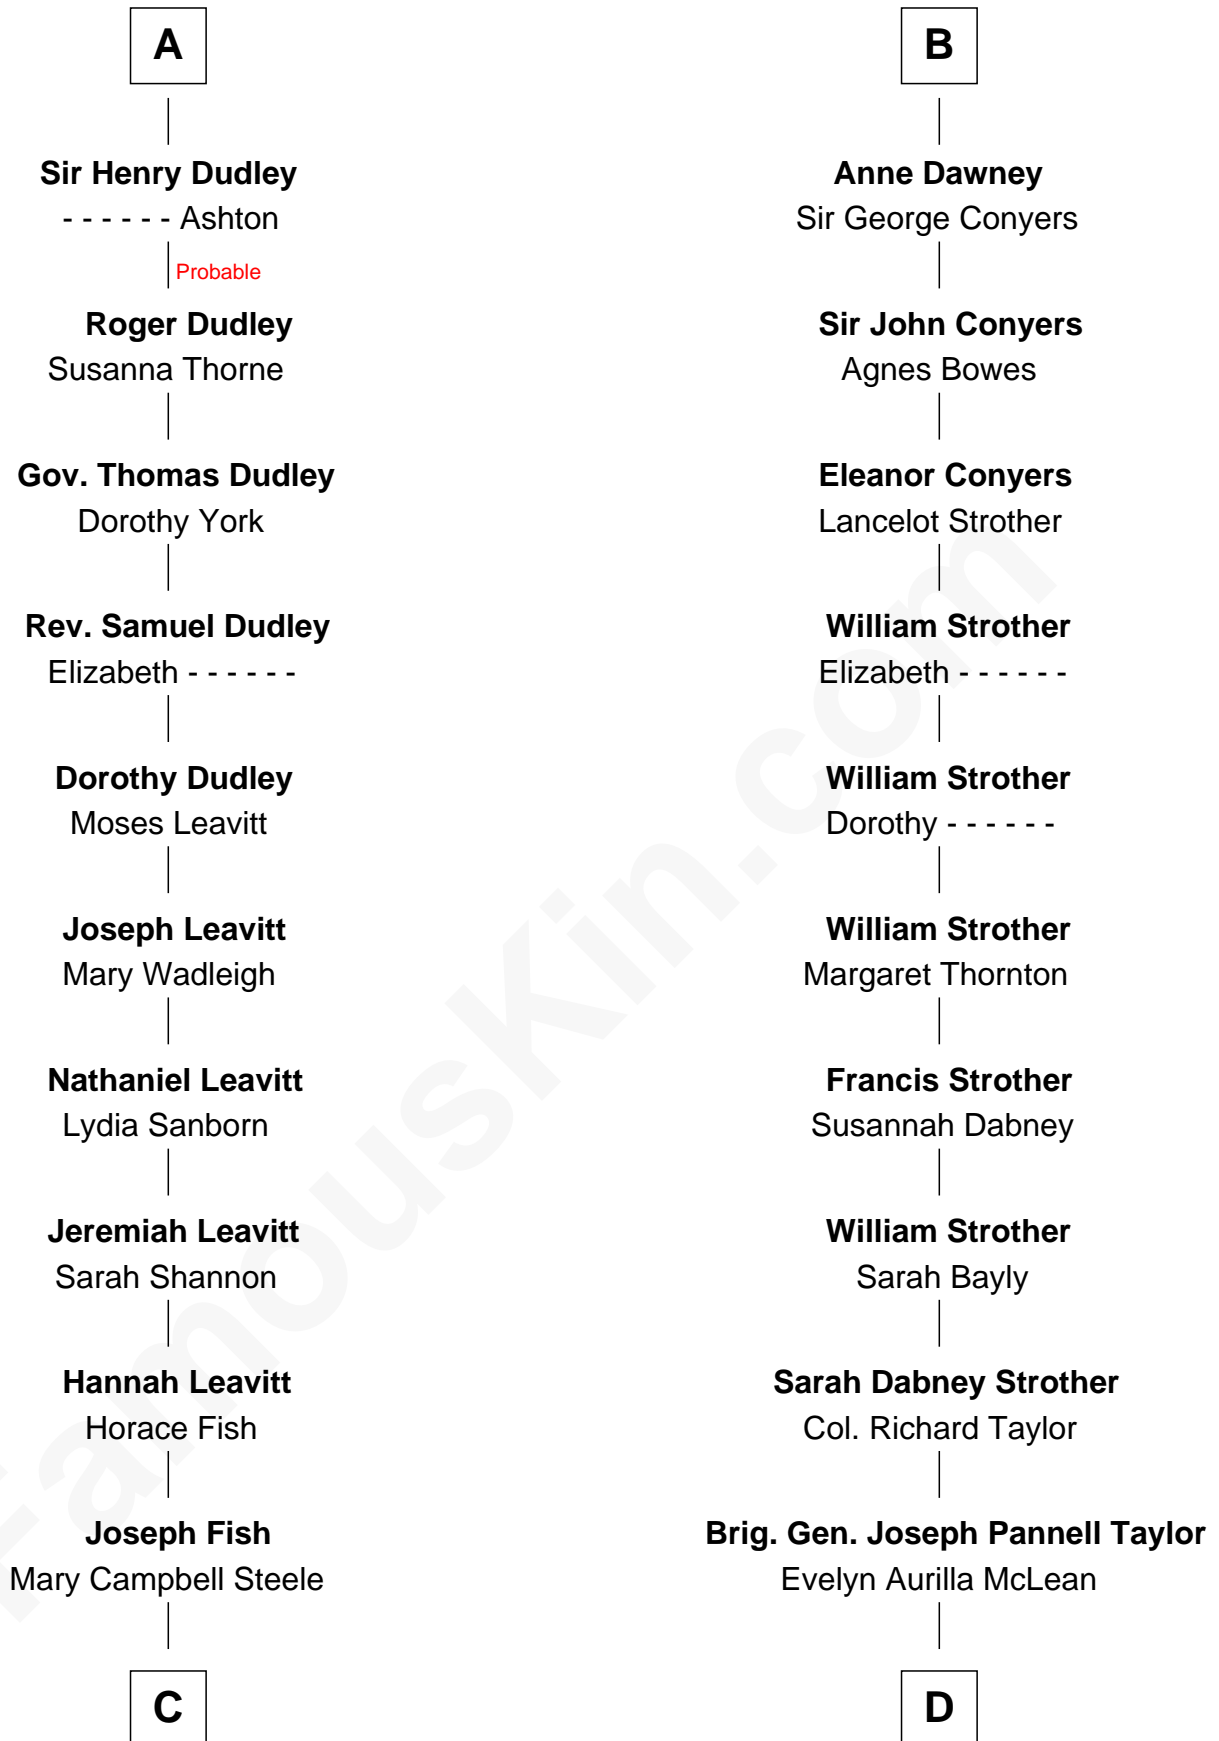 A
Sir Henry Dudley
- - - - - - Ashton
Probable
Roger Dudley
Susanna Thorne
Gov. Thomas Dudley
Dorothy York
Rev. Samuel Dudley
Elizabeth - - - - - -
Dorothy Dudley
Moses Leavitt
Joseph Leavitt
Mary Wadleigh
Nathaniel Leavitt
Lydia Sanborn
Jeremiah Leavitt
Sarah Shannon
Hannah Leavitt
Horace Fish
Joseph Fish
Mary Campbell Steele
C
B
Anne Dawney
Sir George Conyers
Sir John Conyers
Agnes Bowes
Eleanor Conyers
Lancelot Strother
William Strother
Elizabeth - - - - - -
William Strother
Dorothy - - - - - -
William Strother
Margaret Thornton
Francis Strother
Susannah Dabney
William Strother
Sarah Bayly
Sarah Dabney Strother
Col. Richard Taylor
Brig. Gen. Joseph Pannell Taylor
Evelyn Aurilla McLean
D
FamousKin.com